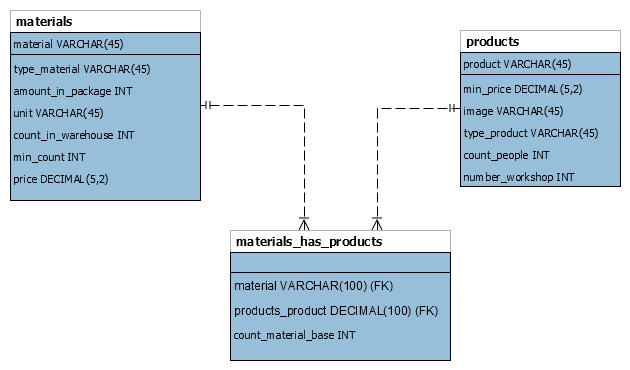 materials
material VARCHAR(45)
type_material VARCHAR(45)
amount_in_package INT
unit VARCHAR(45)
count_in_warehouse INT
min_count INT
price DECIMAL(5,2)
products
product VARCHAR(45)
min_price DECIMAL(5,2)
image VARCHAR(45)
type_product VARCHAR(45)
count_people INT
number_workshop INT
materials_has_products
material VARCHAR(100) (FK)
products_product DECIMAL(100) (FK)
count_material_base INT